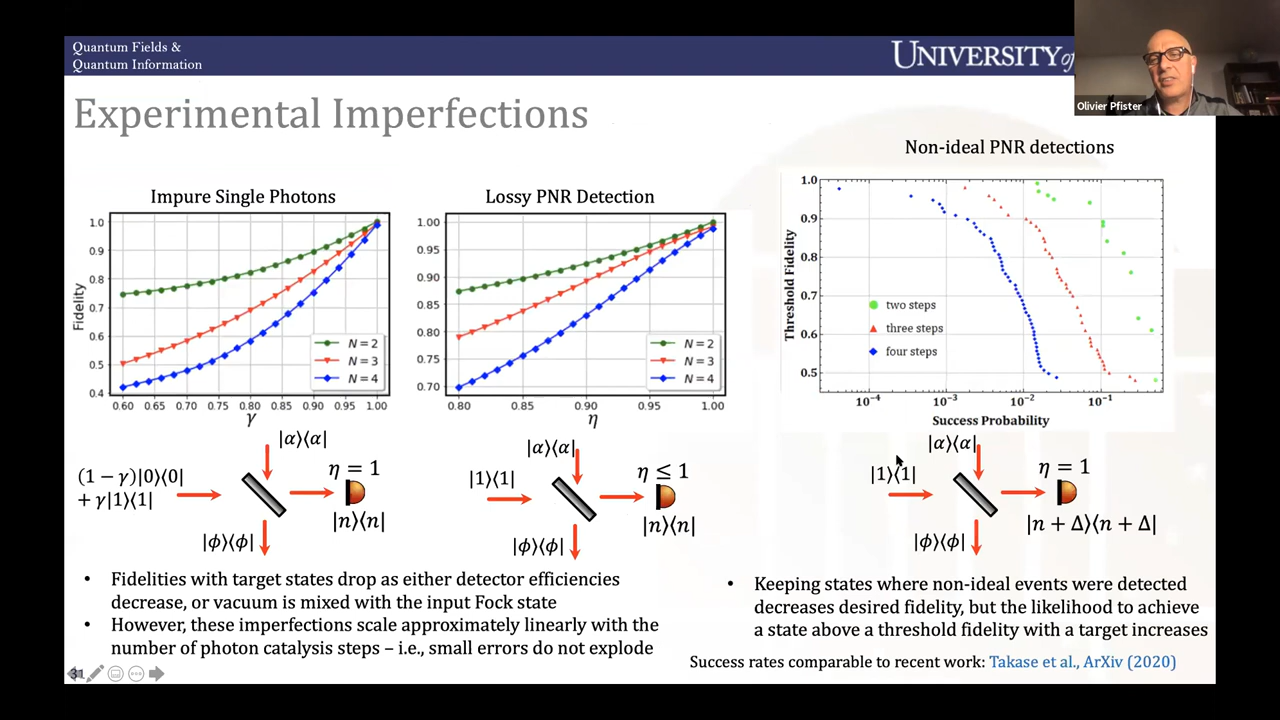 Quantum Fields &
Quantum Information
UNIVERSITY of
Olivier Pfister
Experimental Imperfections
Non-ideal PNR detections
Impure Single Photons
Lossy PNR Detection
Fidelity
1.0
0.9
0.8
0.7
0.6
0.5
0.4
N = 2
N = 3
N = 4
0.60 0.65 0.70 0.75 0.80 0.85 0.90 0.95 1.00
γ
1.00
0.95
0.90
0.85
0.80
0.75
0.70
N = 2
N = 3
N = 4
0.80 0.85 0.90 0.95 1.00
η
Threshold Fidelity
1.0
0.9
0.8
0.7
0.6
0.5
two steps
three steps
four steps
10⁻⁴ 10⁻³ 10⁻² 10⁻¹
Success Probability
|α⟩⟨α|
(1 − γ)|0⟩⟨0|
+ γ|1⟩⟨1|
η = 1
|n⟩⟨n|
|ϕ⟩⟨ϕ|
|α⟩⟨α|
|1⟩⟨1|
η ≤ 1
|n⟩⟨n|
|ϕ⟩⟨ϕ|
|α⟩⟨α|
|1⟩⟨1|
η = 1
|n + Δ⟩⟨n + Δ|
|ϕ⟩⟨ϕ|
• Fidelities with target states drop as either detector efficiencies
decrease, or vacuum is mixed with the input Fock state
• However, these imperfections scale approximately linearly with the
number of photon catalysis steps – i.e., small errors do not explode
• Keeping states where non-ideal events were detected
decreases desired fidelity, but the likelihood to achieve
a state above a threshold fidelity with a target increases
Success rates comparable to recent work: Takase et al., ArXiv (2020)